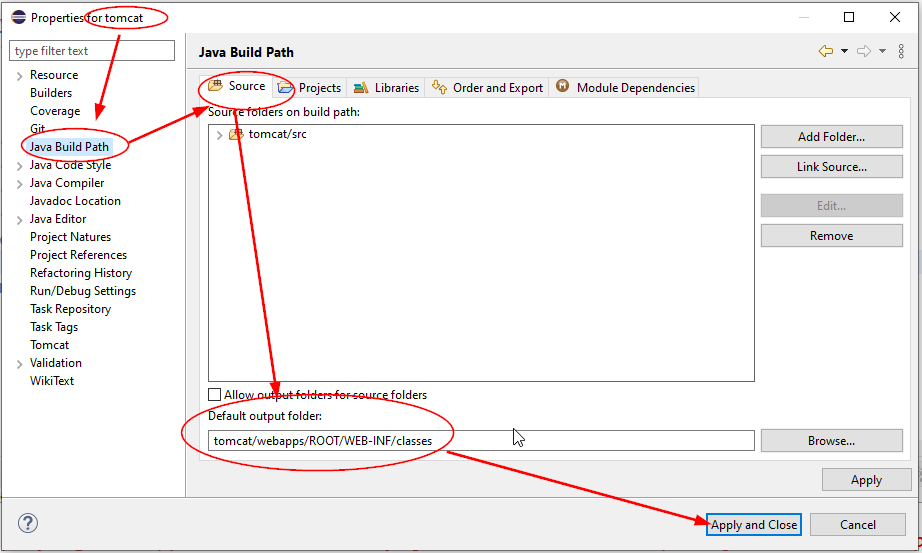 Properties for tomcat
type filter text
Resource
Builders
Coverage
Git
Java Build Path
Java Code Style
Java Compiler
Javadoc Location
Java Editor
Project Natures
Project References
Refactoring History
Run/Debug Settings
Task Repository
Task Tags
Tomcat
Validation
WikiText
Java Build Path
Source
Projects
Libraries
Order and Export
Module Dependencies
Source folders on build path:
tomcat/src
Add Folder...
Link Source...
Edit...
Remove
Allow output folders for source folders
Default output folder:
tomcat/webapps/ROOT/WEB-INF/classes
Browse...
Apply
Apply and Close
Cancel